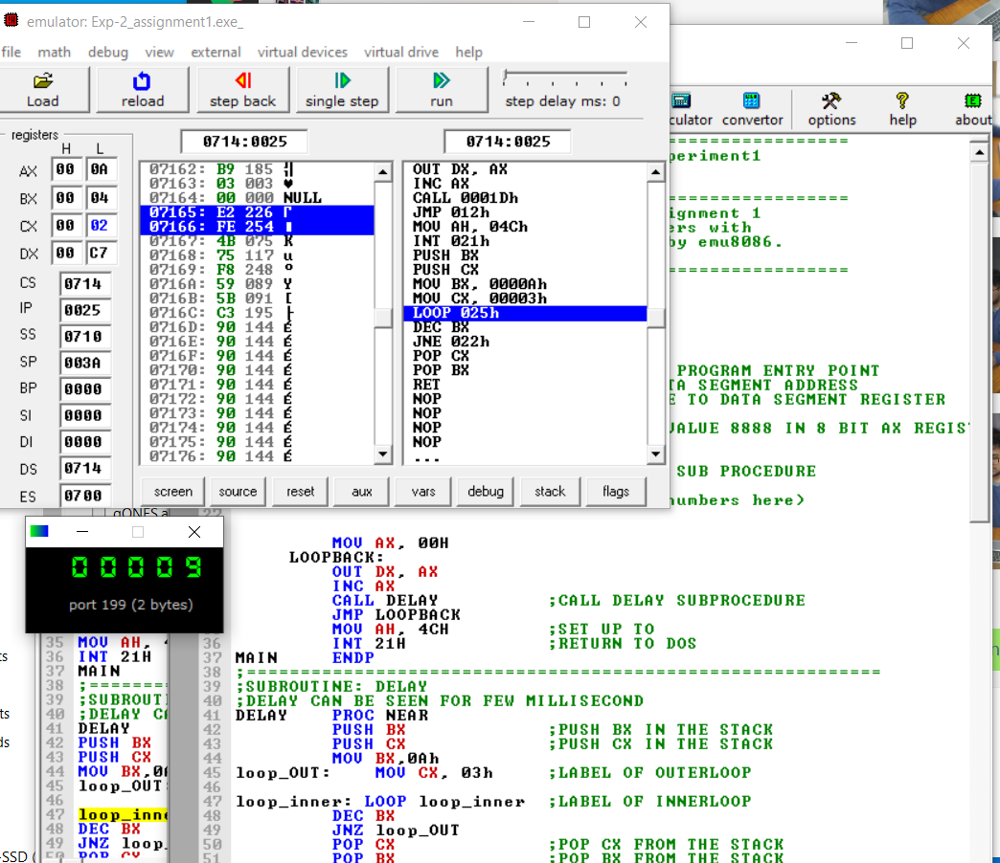 emulator: Exp-2_assignment1.exe_
file math debug view external virtual devices virtual drive help
Load reload step back single step run step delay ms: 0
culator convertor options help about
registers
H L
0714:0025 0714:0025
AX 00 0A
BX 00 04
CX 00 02
DX 00 C7
CS 0714
IP 0025
SS 0710
SP 003A
BP 0000
SI 0000
DI 0000
DS 0714
ES 0700
07162: B9 185 ╣
07163: 03 003 ♥
07164: 00 000 NULL
07165: E2 226 Γ
07166: FE 254 ■
07167: 4B 075 K
07168: 75 117 u
07169: F8 248 °
0716A: 59 089 Y
0716B: 5B 091 [
0716C: C3 195 ├
0716D: 90 144 É
0716E: 90 144 É
0716F: 90 144 É
07170: 90 144 É
07171: 90 144 É
07172: 90 144 É
07173: 90 144 É
07174: 90 144 É
07175: 90 144 É
07176: 90 144 É
OUT DX, AX
INC AX
CALL 0001Dh
JMP 012h
MOV AH, 04Ch
INT 021h
PUSH BX
PUSH CX
MOV BX, 0000Ah
MOV CX, 00003h
LOOP 025h
DEC BX
JNE 022h
POP CX
POP BX
RET
NOP
NOP
NOP
NOP
...
screen source reset aux vars debug stack flags
================
periment1
================
signment 1
ers with
by emu8086.
================
PROGRAM ENTRY POINT
TA SEGMENT ADDRESS
E TO DATA SEGMENT REGISTER
VALUE 8888 IN 8 BIT AX REGIS
SUB PROCEDURE
numbers here>
00009
port 199 (2 bytes)
MOV AX, 00H
LOOPBACK:
OUT DX, AX
INC AX
CALL DELAY ;CALL DELAY SUBPROCEDURE
JMP LOOPBACK
MOV AH, 4CH ;SET UP TO
36 INT 21H ;RETURN TO DOS
37 MAIN ENDP
38 ;===========================================================
39 ;SUBROUTINE: DELAY
40 ;DELAY CAN BE SEEN FOR FEW MILLISECOND
41 DELAY PROC NEAR
42 PUSH BX ;PUSH BX IN THE STACK
43 PUSH CX ;PUSH CX IN THE STACK
44 MOV BX,0Ah
45 loop_OUT: MOV CX, 03h ;LABEL OF OUTERLOOP
46
47 loop_inner: LOOP loop_inner ;LABEL OF INNERLOOP
48 DEC BX
49 JNZ loop_OUT
50 POP CX ;POP CX FROM THE STACK
51 POP BX ;POP BX FROM THE STACK
35 MOV AH,
36 INT 21H
37 MAIN
38 ;=======
39 ;SUBROUTI
40 ;DELAY CA
41 DELAY
42 PUSH BX
43 PUSH CX
44 MOV BX,0A
45 loop_OUT:
46
47 loop_inne
48 DEC BX
49 JNZ loop_
50 POP CX
-SSD (